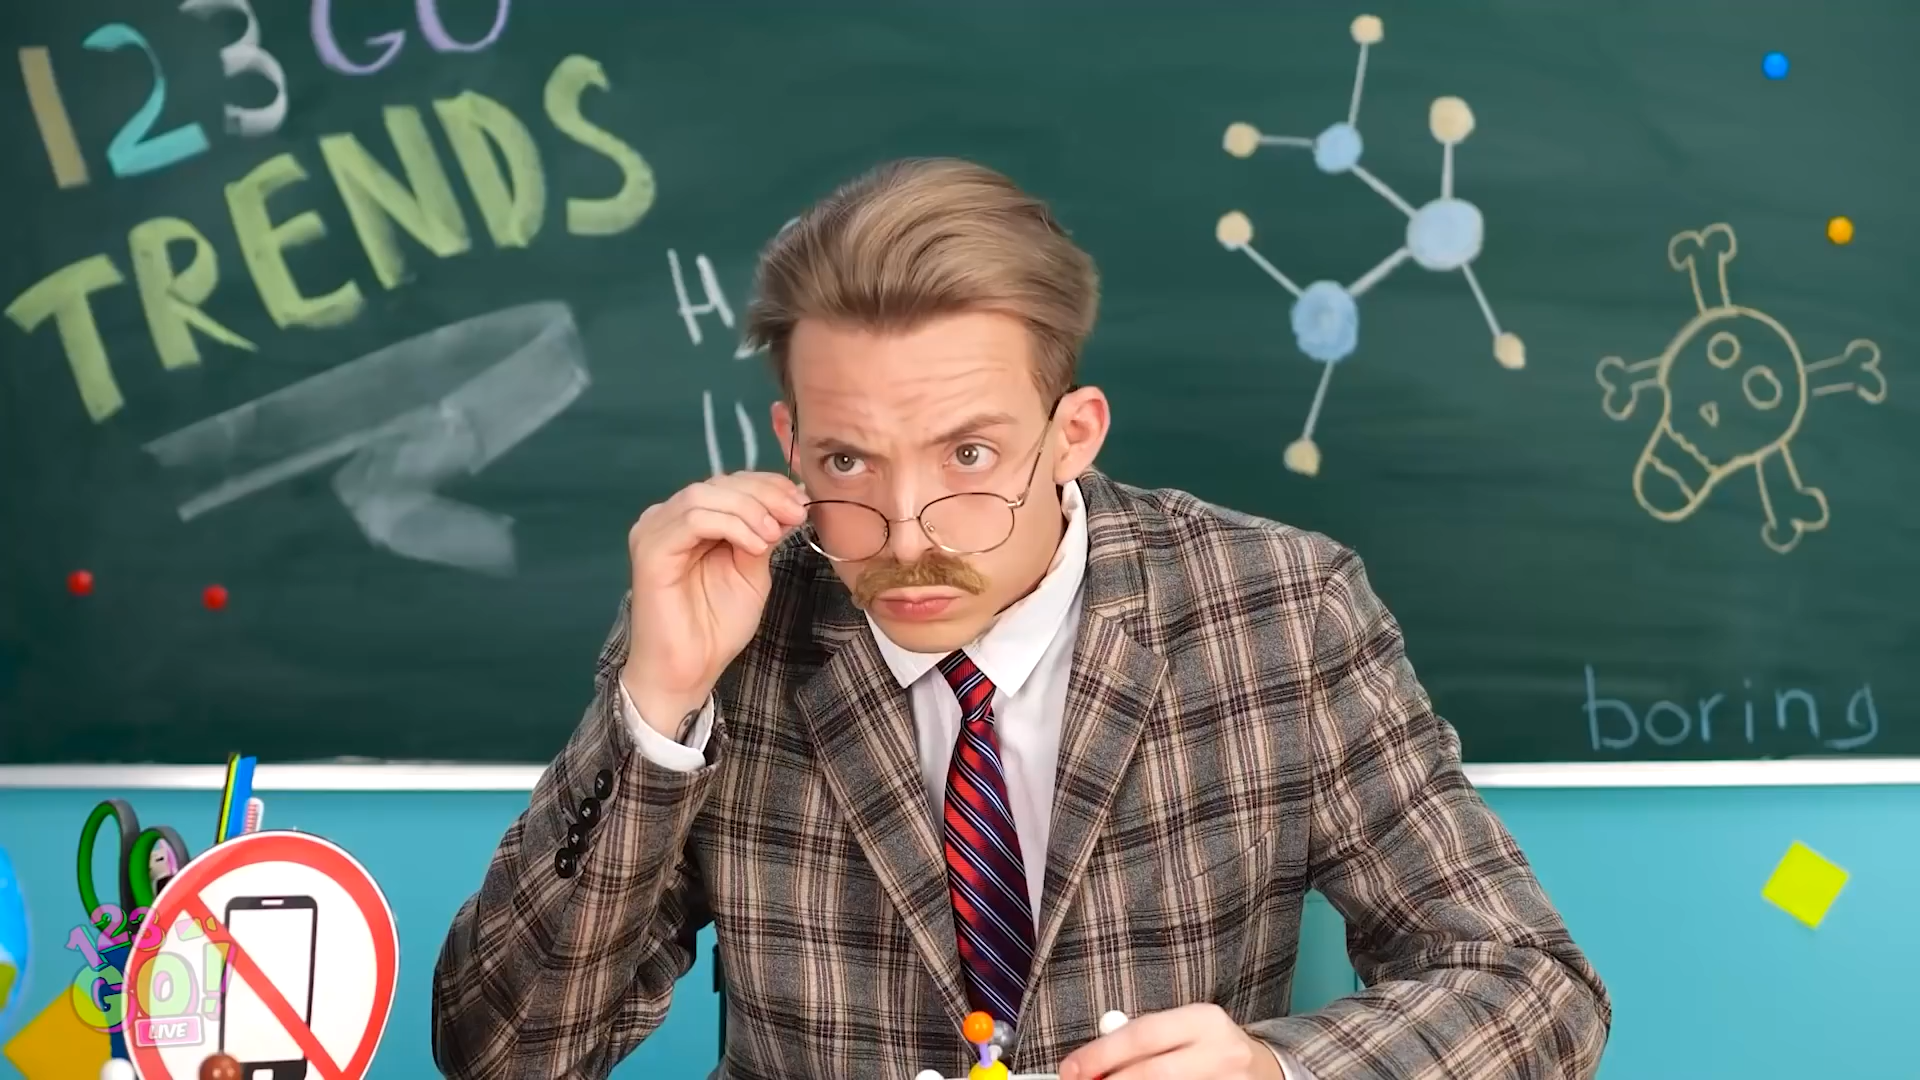 123 GO
TRENDS
H
boring
123
GO!
LIVE